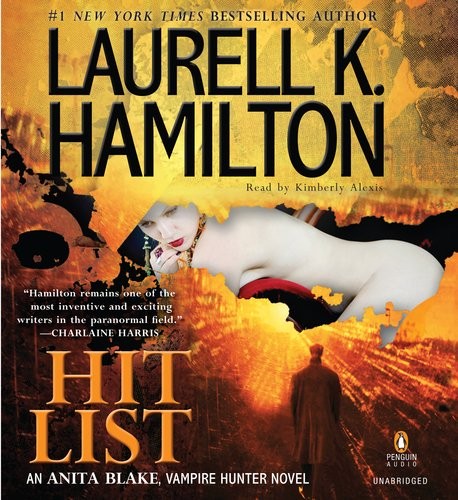 #1 NEW YORK TIMES BESTSELLING AUTHOR
LAURELL K.
HAMILTON
Read by Kimberly Alexis
"Hamilton remains one of the
most inventive and exciting
writers in the paranormal field."
—CHARLAINE HARRIS
HIT
LIST
AN ANITA BLAKE, VAMPIRE HUNTER NOVEL
PENGUIN
AUDIO
UNABRIDGED